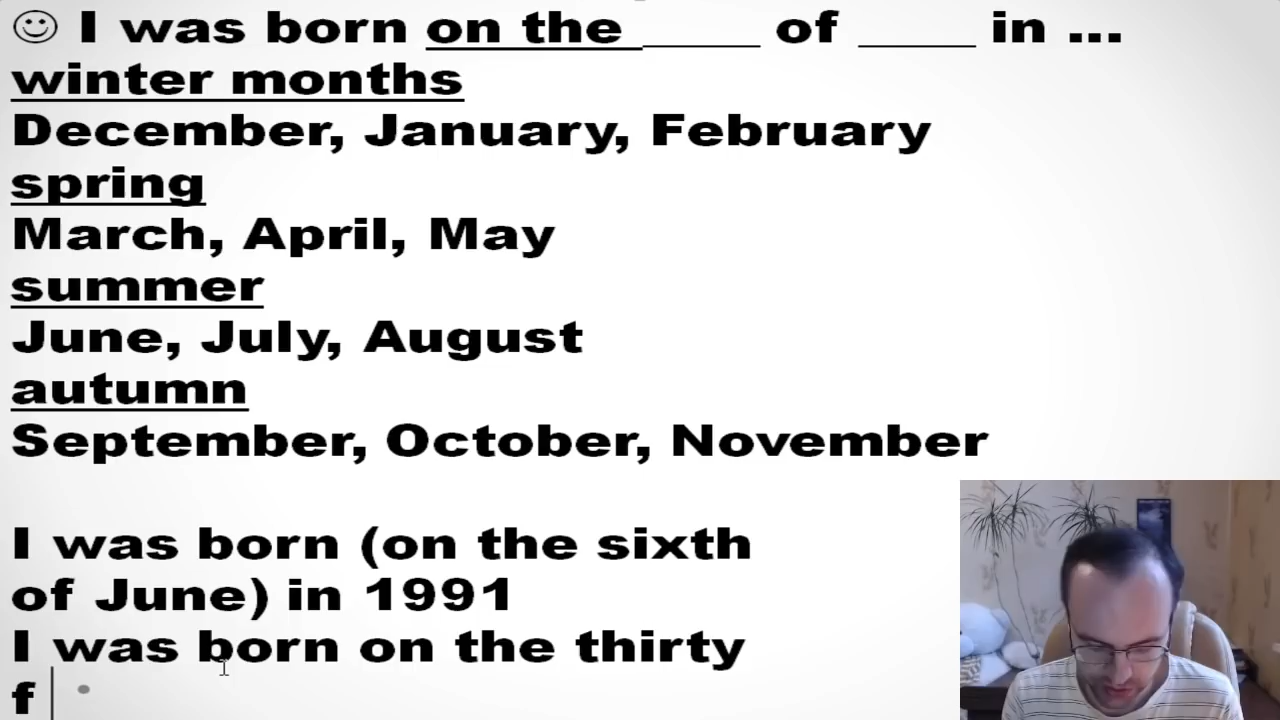 ☺ I was born on the _____ of _____ in ...
winter months
December, January, February
spring
March, April, May
summer
June, July, August
autumn
September, October, November
I was born (on the sixth
of June) in 1991
I was born on the thirty
f